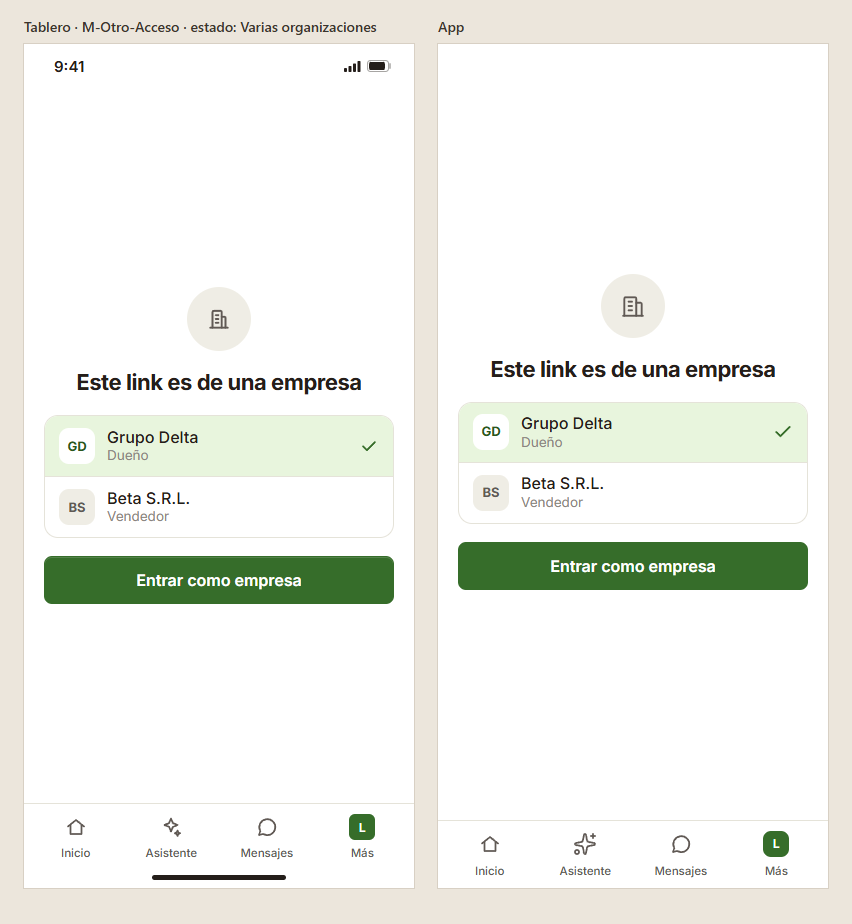 Tablero · M-Otro-Acceso · estado: Varias organizaciones
9:41
Este link es de una empresa
GD
Grupo Delta
Dueño
BS
Beta S.R.L.
Vendedor
Entrar como empresa
Inicio
Asistente
Mensajes
L
Más
App
Este link es de una empresa
GD
Grupo Delta
Dueño
BS
Beta S.R.L.
Vendedor
Entrar como empresa
Inicio
Asistente
Mensajes
L
Más